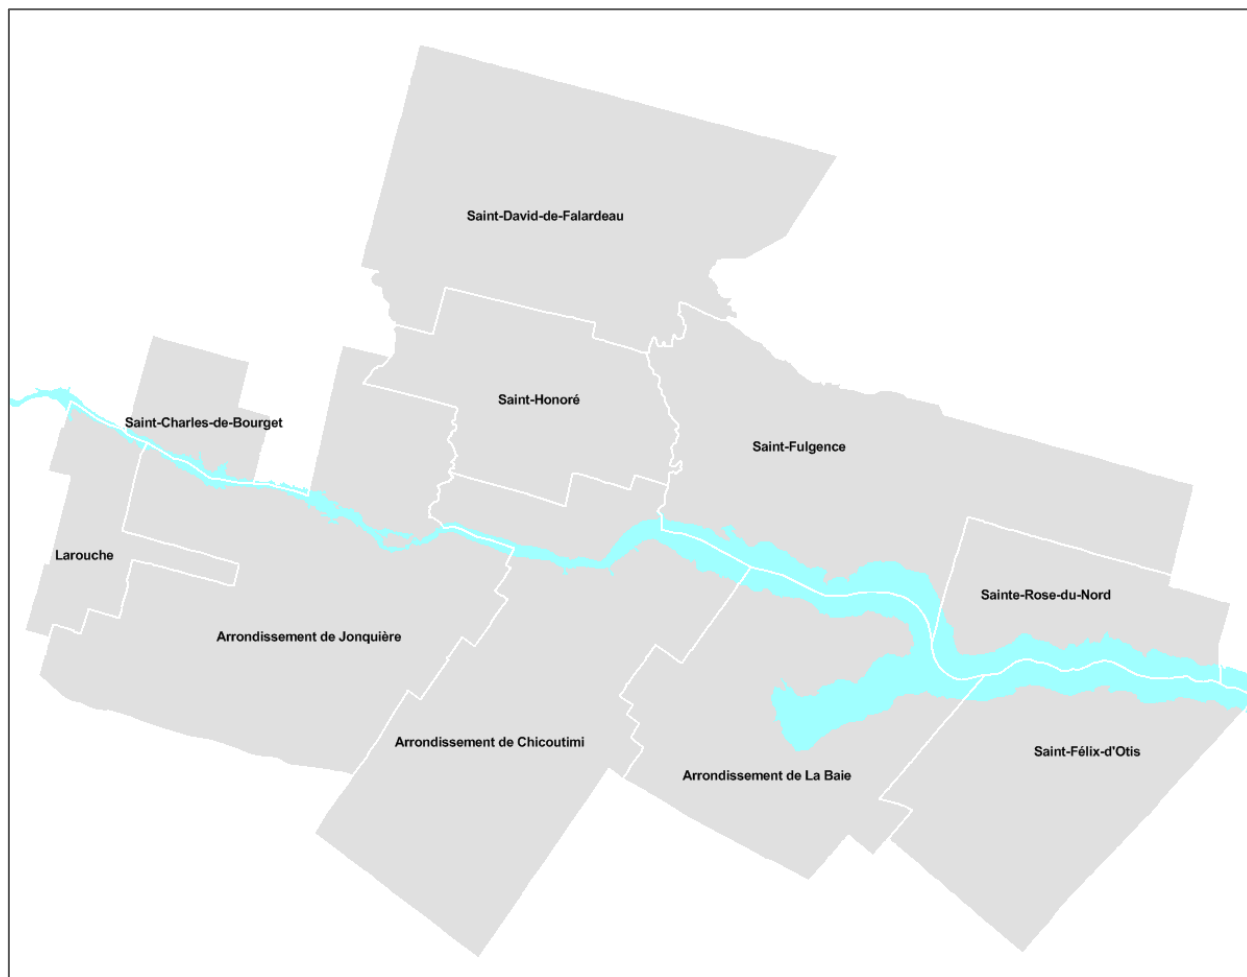 Saint-David-de-Falardeau
Saint-Honoré
Saint-Charles-de-Bourget
Saint-Fulgence
Larouche
Sainte-Rose-du-Nord
Arrondissement de Jonquière
Arrondissement de Chicoutimi
Saint-Félix-d'Otis
Arrondissement de La Baie